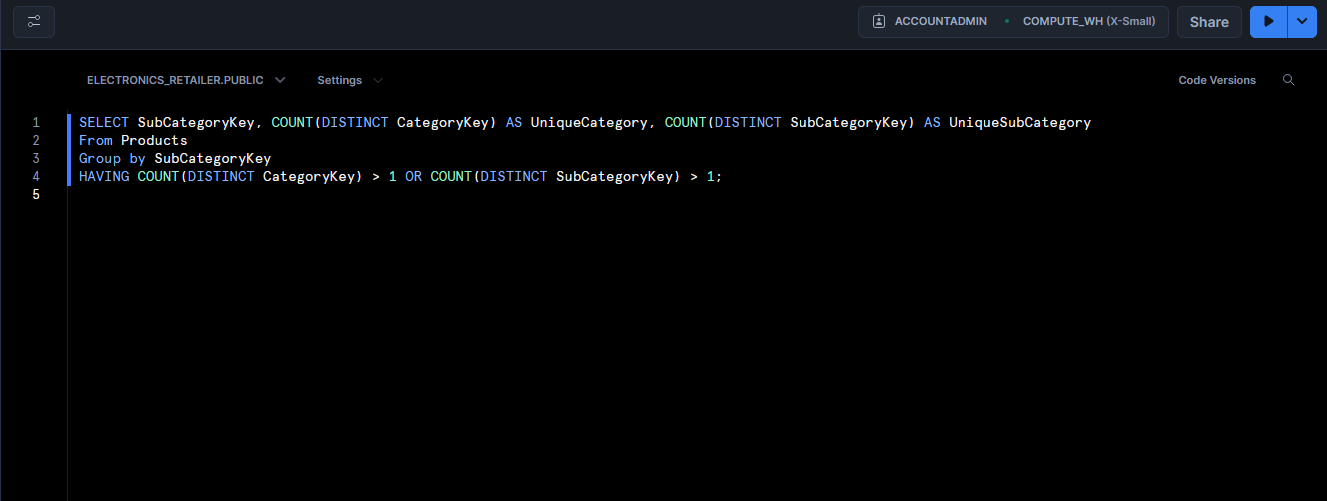 ACCOUNTADMIN • COMPUTE_WH (X-Small) Share
ELECTRONICS_RETAILER.PUBLIC Settings Code Versions
1 SELECT SubCategoryKey, COUNT(DISTINCT CategoryKey) AS UniqueCategory, COUNT(DISTINCT SubCategoryKey) AS UniqueSubCategory
2 From Products
3 Group by SubCategoryKey
4 HAVING COUNT(DISTINCT CategoryKey) > 1 OR COUNT(DISTINCT SubCategoryKey) > 1;
5